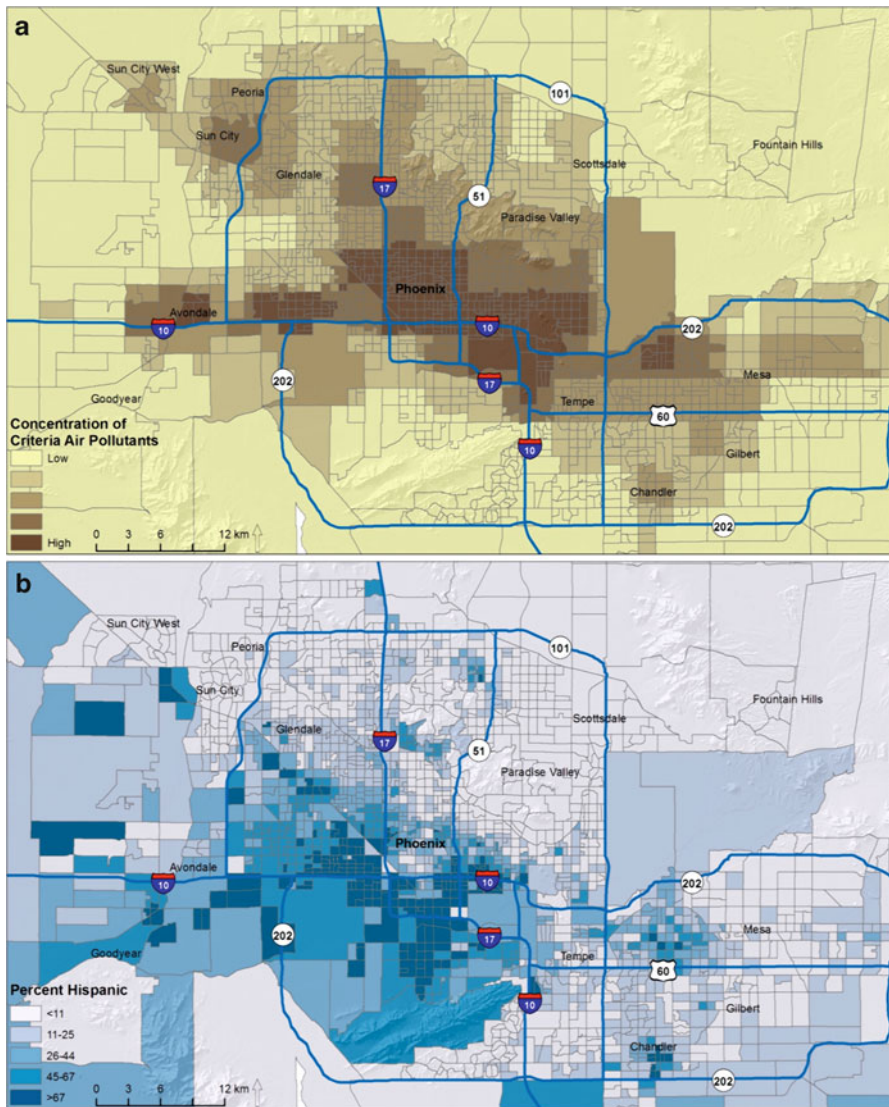 a
Sun City West
Peoria
101
Sun City
Fountain Hills
Glendale
Scottsdale
17
51
Paradise Valley
Phoenix
Avondale
10
10
202
Goodyear
202
17
Mesa
Tempe
60
Concentration of
Criteria Air Pollutants
Low
High
10
Gilbert
Chandler
202
0 3 6 12 km
b
Sun City West
Peoria
101
Sun City
Fountain Hills
Glendale
Scottsdale
17
51
Paradise Valley
Phoenix
Avondale
10
10
202
Goodyear
202
17
Mesa
Tempe
60
Percent Hispanic
<11
11-25
26-44
45-67
>67
10
Gilbert
Chandler
202
0 3 6 12 km